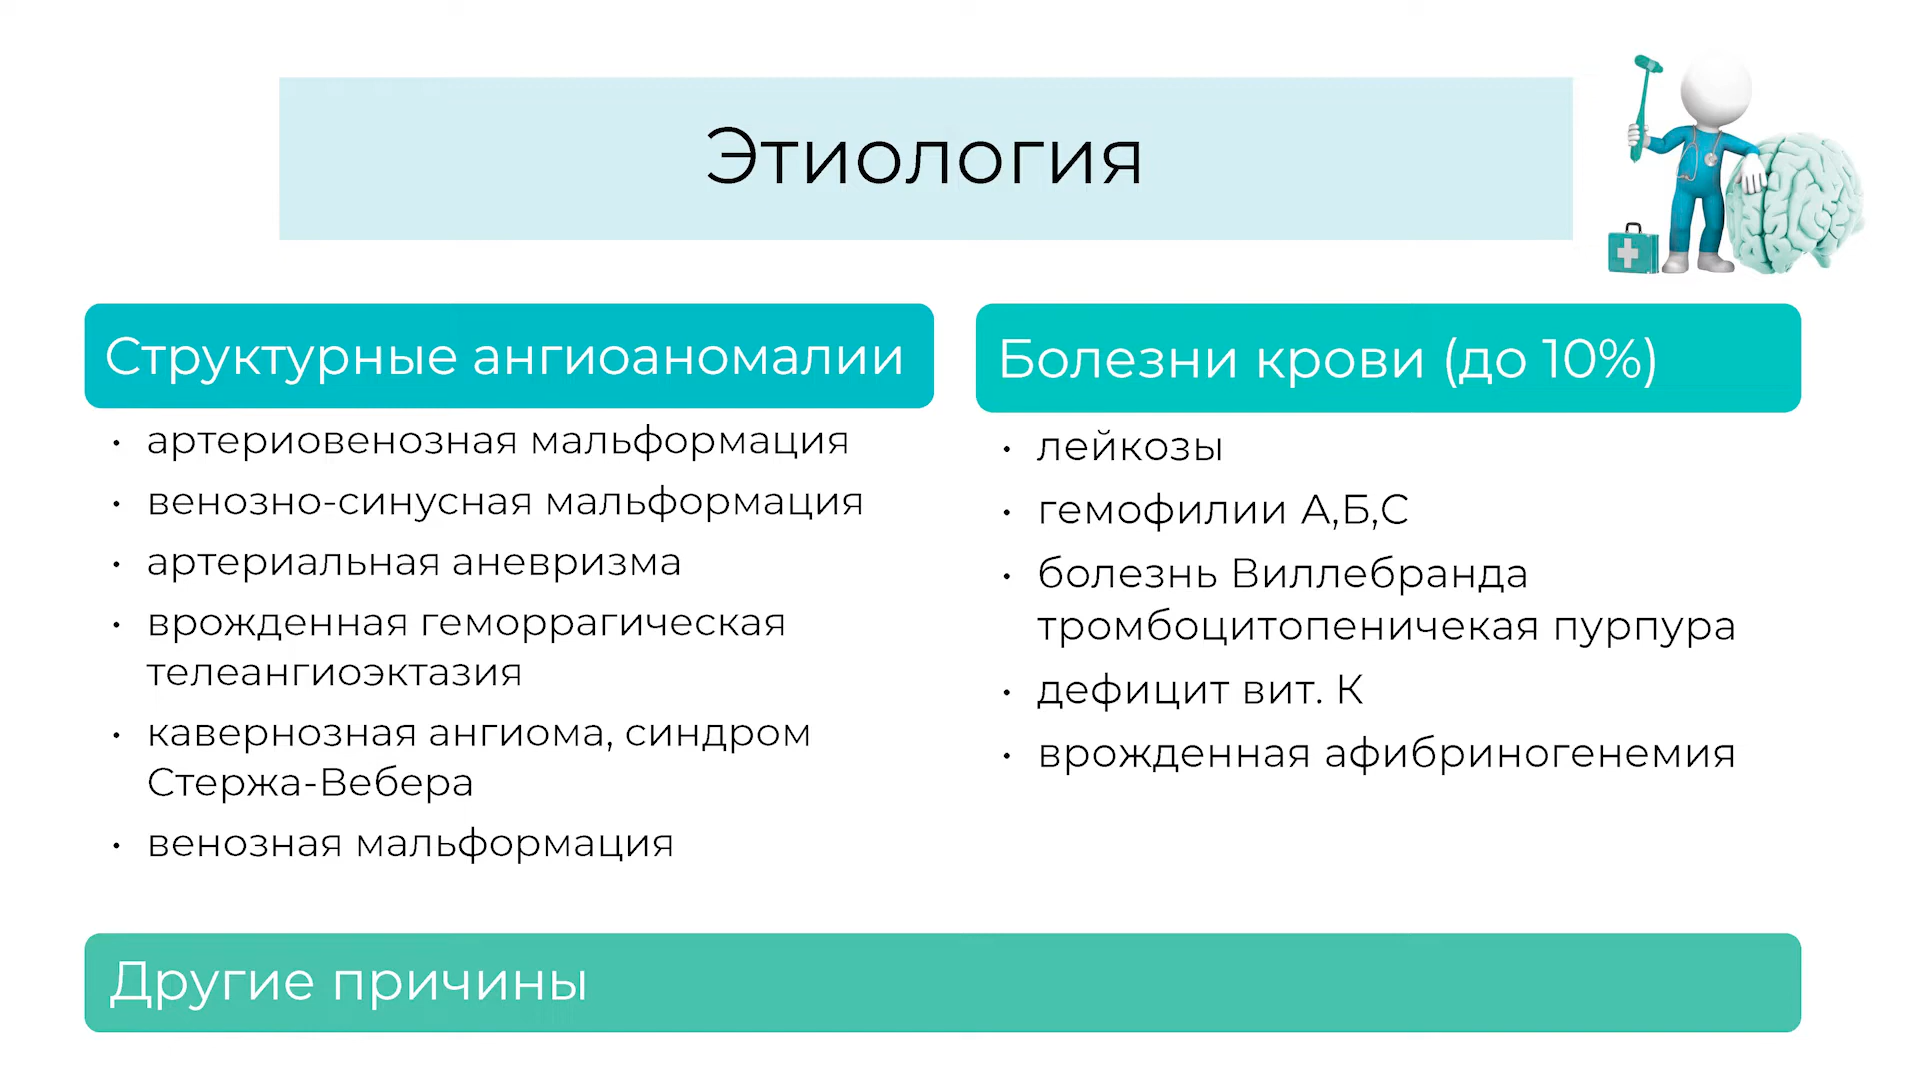 Этиология
Структурные ангиоаномалии
• артериовенозная мальформация
• венозно-синусная мальформация
• артериальная аневризма
• врожденная геморрагическая
телеангиоэктазия
• кавернозная ангиома, синдром
Стержа-Вебера
• венозная мальформация
Болезни крови (до 10%)
• лейкозы
• гемофилии А,Б,С
• болезнь Виллебранда
тромбоцитопеничекая пурпура
• дефицит вит. К
• врожденная афибриногенемия
Другие причины